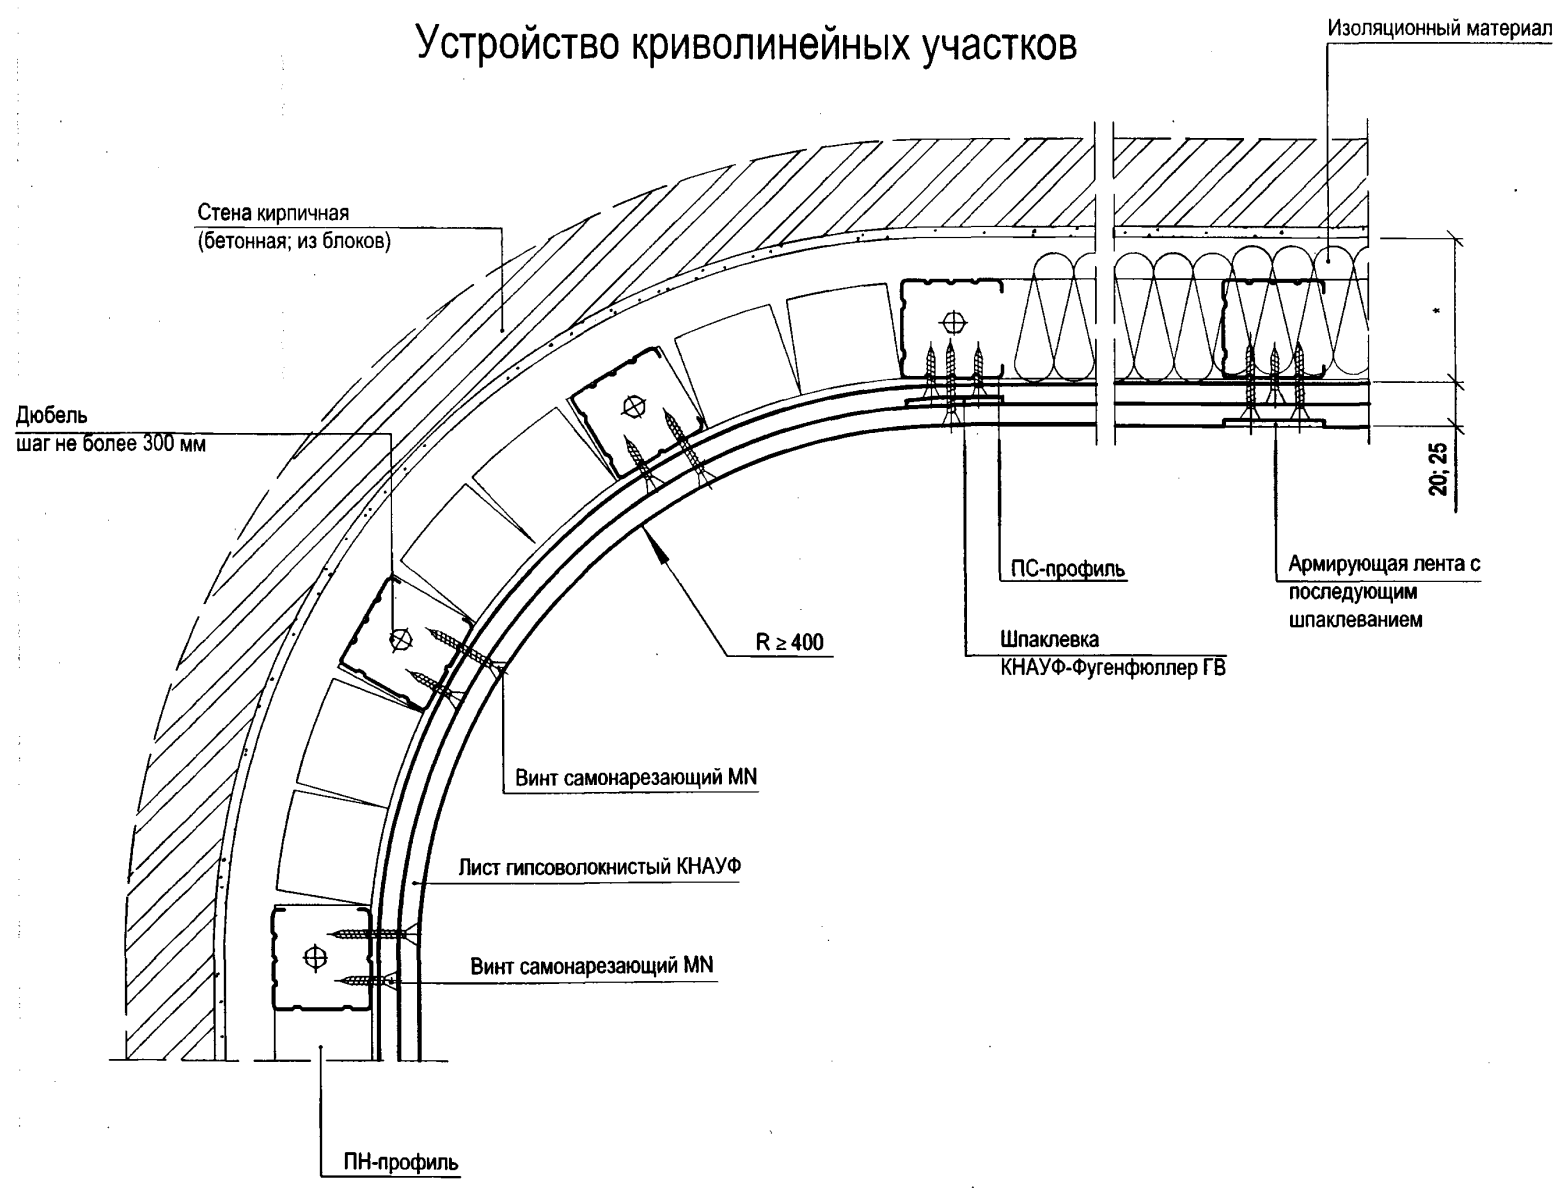 Устройство криволинейных участков
Изоляционный материал
Стена кирпичная
(бетонная; из блоков)
Дюбель
шаг не более 300 мм
*
20; 25
ПС-профиль
Армирующая лента с
последующим
шпаклеванием
R ≥ 400
Шпаклевка
КНАУФ-Фугенфюллер ГВ
Винт самонарезающий MN
Лист гипсоволокнистый КНАУФ
Винт самонарезающий MN
ПН-профиль